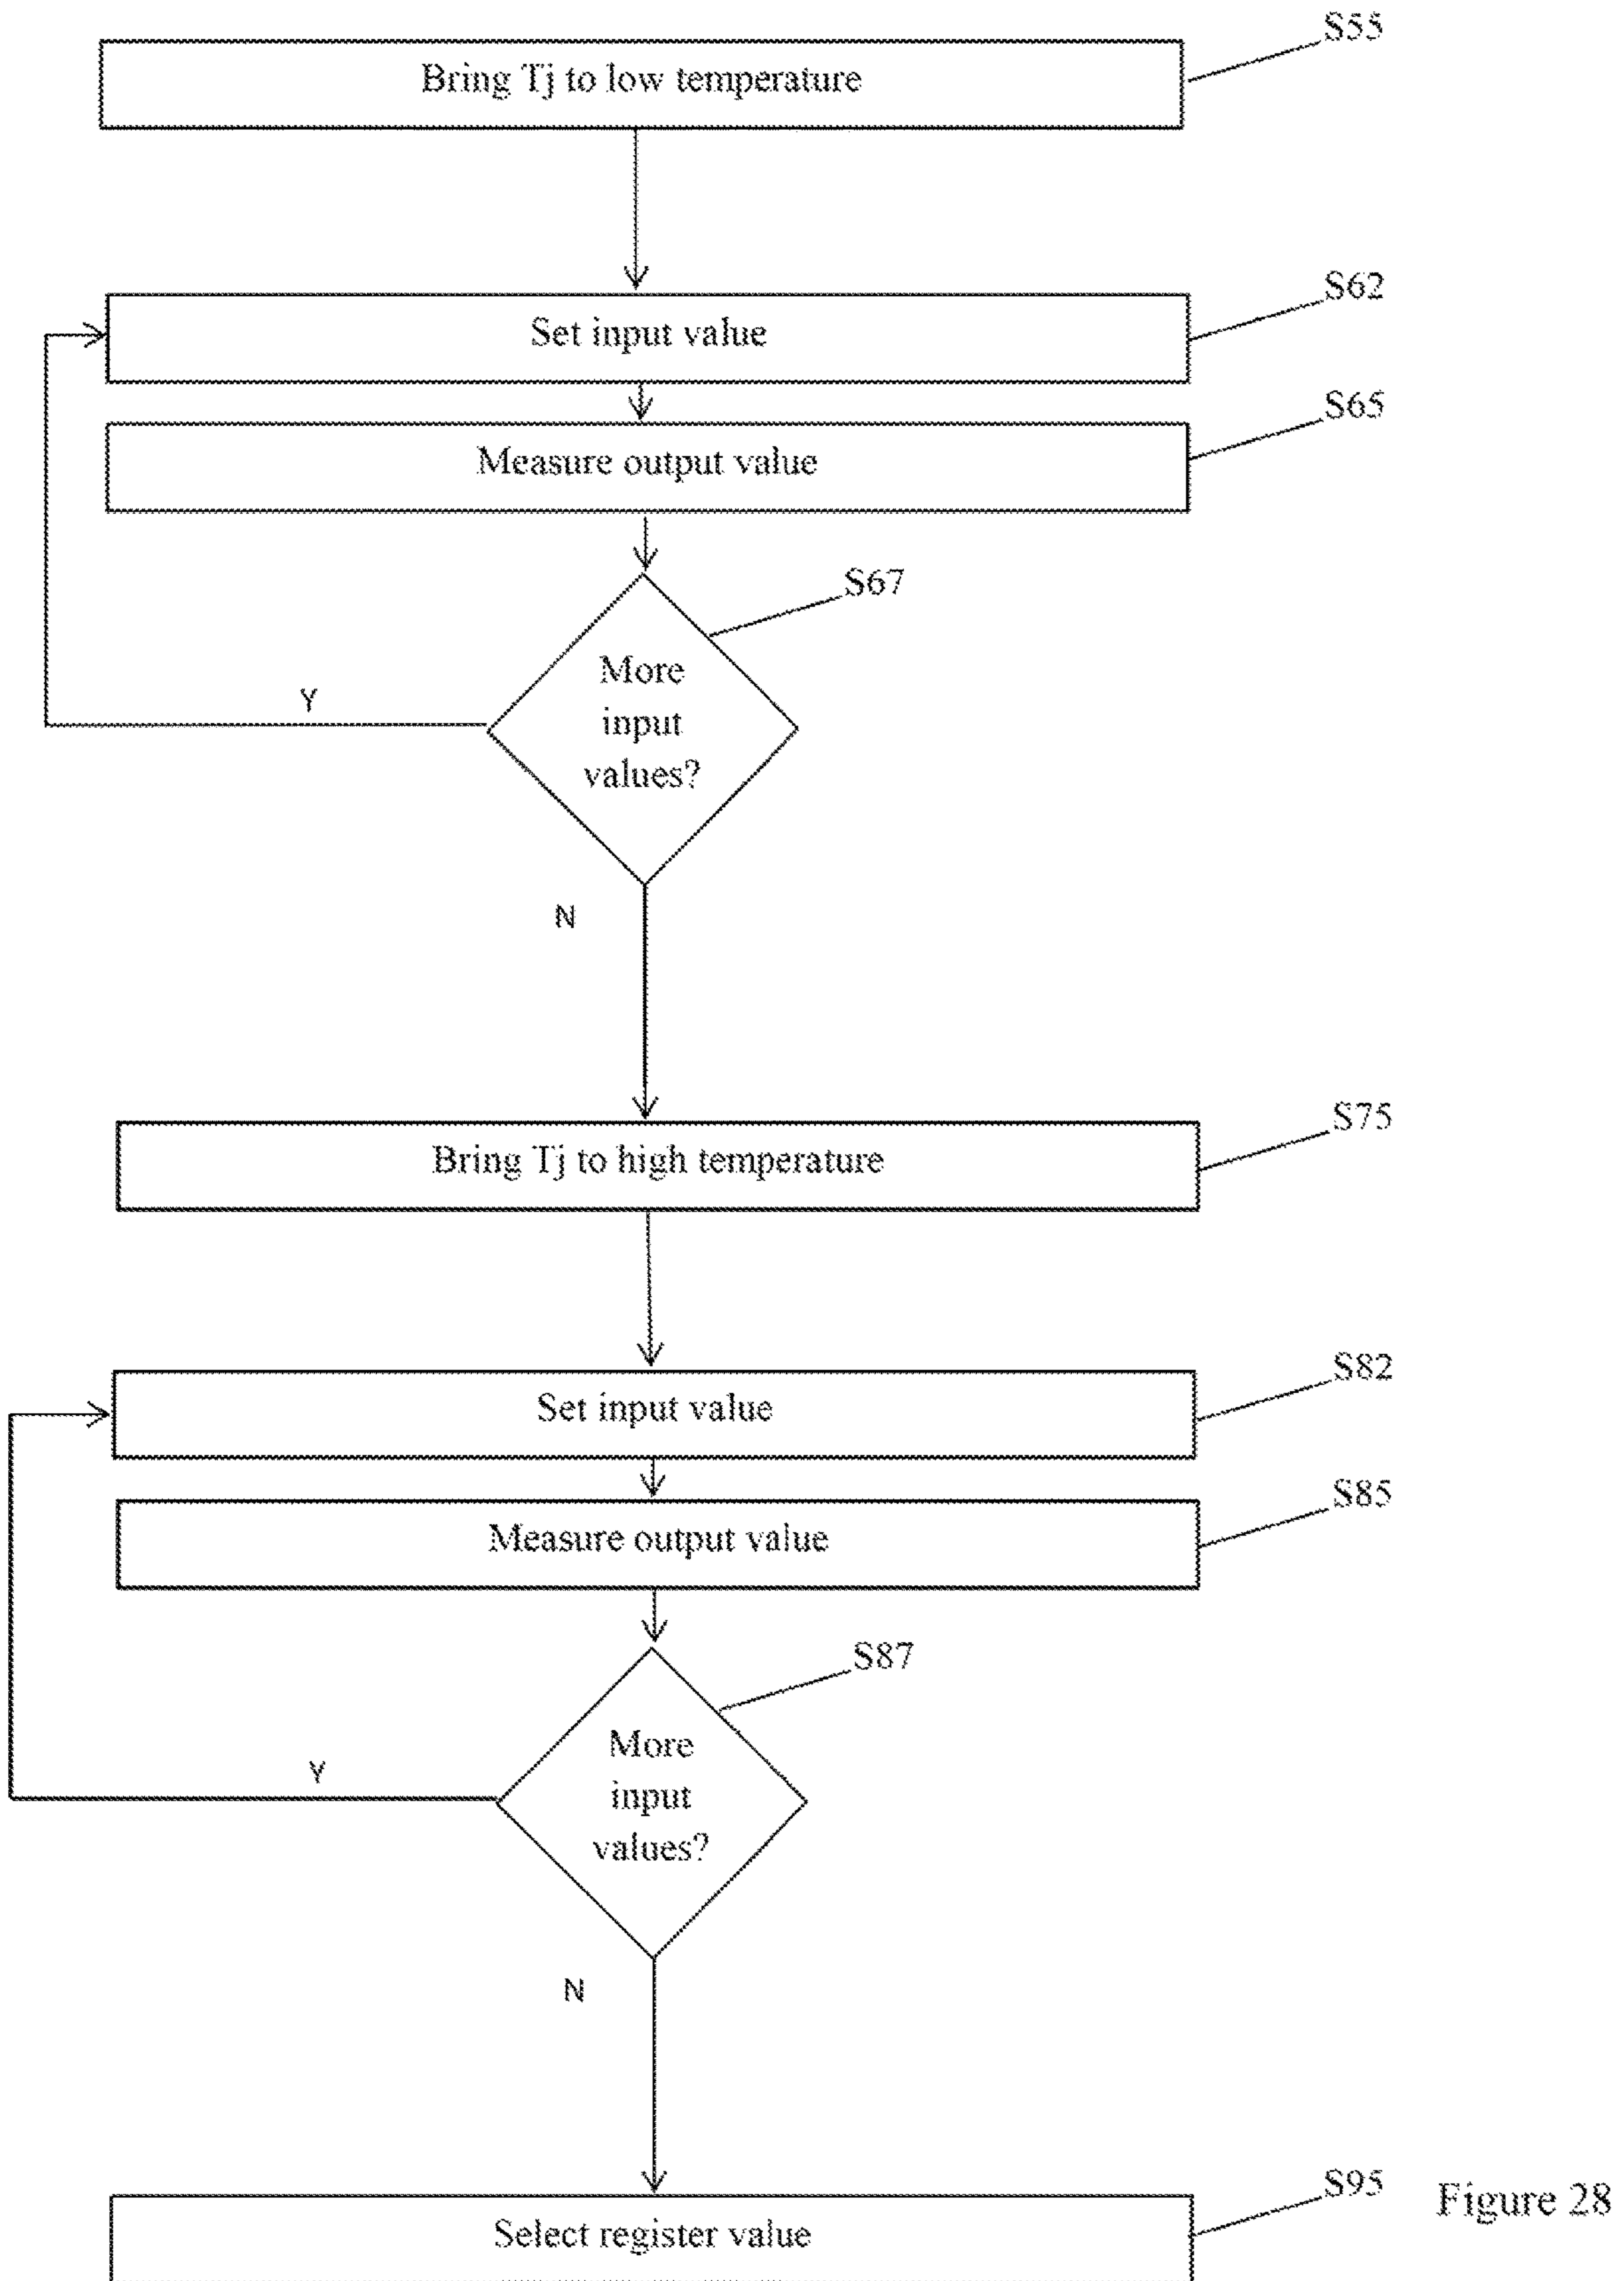 S55
Bring Tj to low temperature
S62
Set input value
S65
Measure output value
S67
More
input
values?
Y
N
S75
Bring Tj to high temperature
S82
Set input value
S85
Measure output value
S87
More
input
values?
Y
N
S95
Select register value
Figure 28